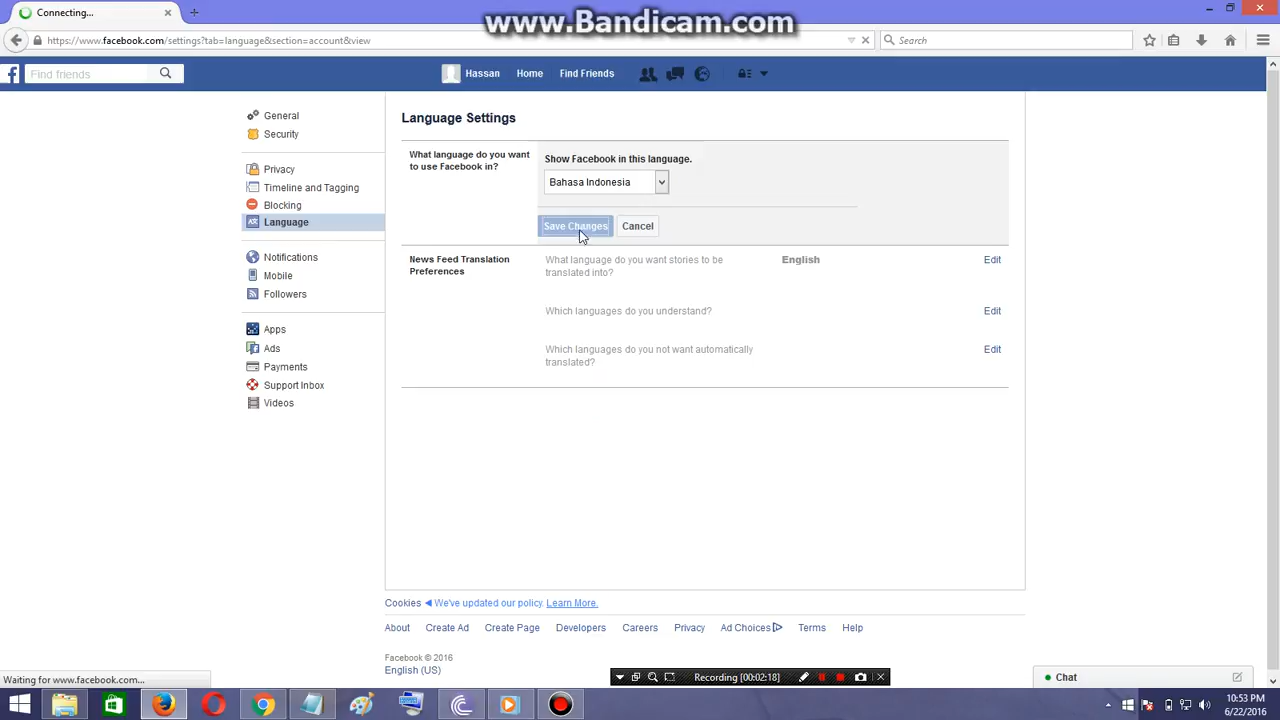 Connecting...
www.Bandicam.com
https://www.facebook.com/settings?tab=language&section=account&view
Search
Find friends
Hassan
Home
Find Friends
General
Security
Privacy
Timeline and Tagging
Blocking
Language
Notifications
Mobile
Followers
Apps
Ads
Payments
Support Inbox
Videos
Language Settings
What language do you want
to use Facebook in?
Show Facebook in this language.
Bahasa Indonesia
Save Changes
Cancel
News Feed Translation
Preferences
What language do you want stories to be
translated into?
English
Edit
Which languages do you understand?
Edit
Which languages do you not want automatically
translated?
Edit
Cookies
We've updated our policy. Learn More.
About
Create Ad
Create Page
Developers
Careers
Privacy
Ad Choices
Terms
Help
Facebook © 2016
English (US)
Waiting for www.facebook.com...
Recording [00:02:18]
Chat
10:53 PM
6/22/2016